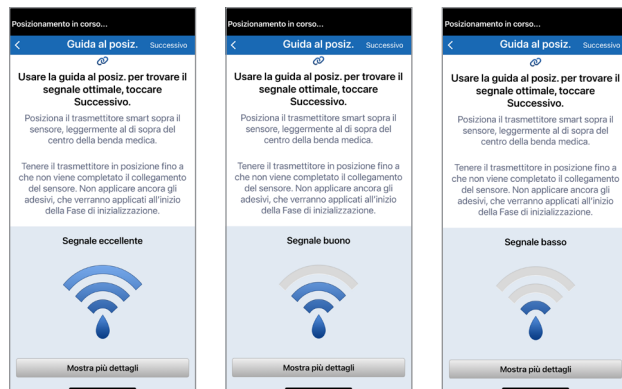 Posizionamento in corso...
Guida al posiz. Successivo
Usare la guida al posiz. per trovare il
segnale ottimale, toccare
Successivo.
Posiziona il trasmettitore smart sopra il
sensore, leggermente al di sopra del
centro della benda medica.
Tenere il trasmettitore in posizione fino a
che non viene completato il collegamento
del sensore. Non applicare ancora gli
adesivi, che verranno applicati all'inizio
della Fase di inizializzazione.
Segnale eccellente
Mostra più dettagli
Posizionamento in corso...
Guida al posiz. Successivo
Usare la guida al posiz. per trovare il
segnale ottimale, toccare
Successivo.
Posiziona il trasmettitore smart sopra il
sensore, leggermente al di sopra del
centro della benda medica.
Tenere il trasmettitore in posizione fino a
che non viene completato il collegamento
del sensore. Non applicare ancora gli
adesivi, che verranno applicati all'inizio
della Fase di inizializzazione.
Segnale buono
Mostra più dettagli
Posizionamento in corso...
Guida al posiz. Successivo
Usare la guida al posiz. per trovare il
segnale ottimale, toccare
Successivo.
Posiziona il trasmettitore smart sopra il
sensore, leggermente al di sopra del
centro della benda medica.
Tenere il trasmettitore in posizione fino a
che non viene completato il collegamento
del sensore. Non applicare ancora gli
adesivi, che verranno applicati all'inizio
della Fase di inizializzazione.
Segnale basso
Mostra più dettagli